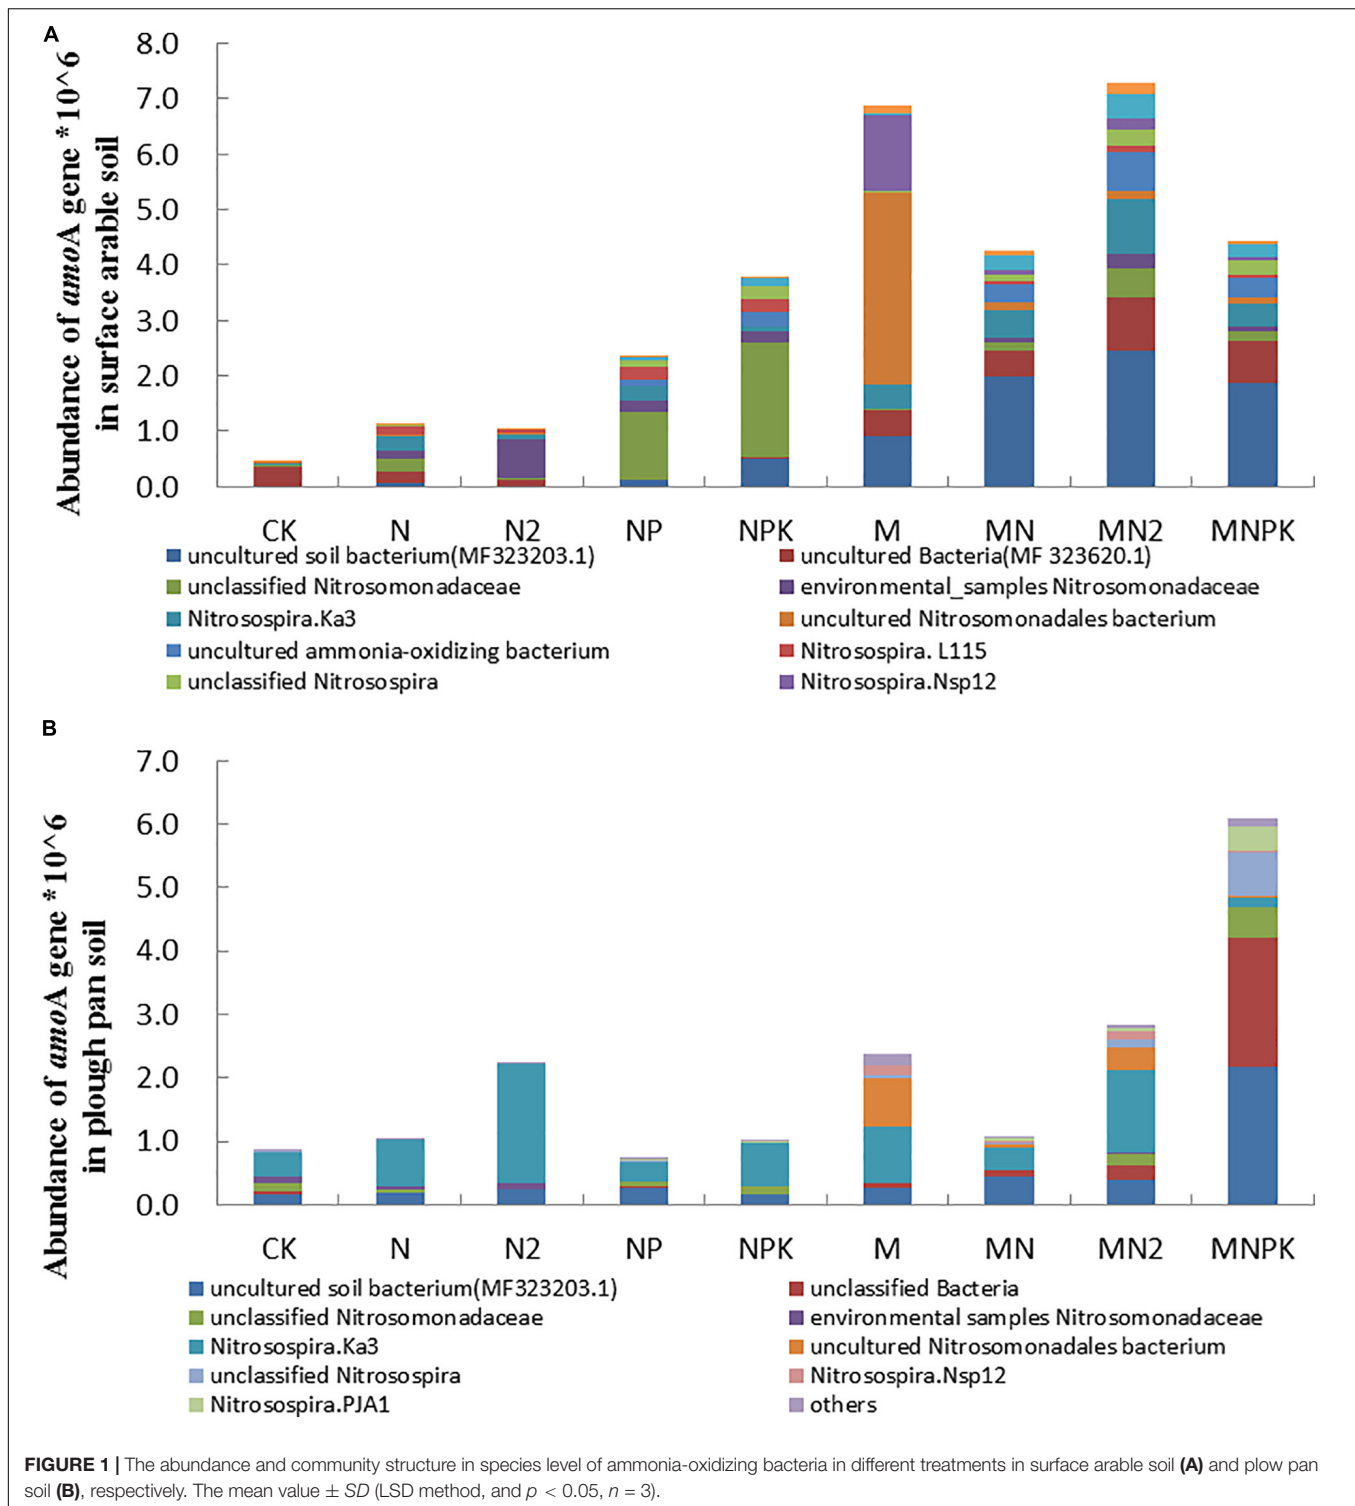 A
Abundance of amoA gene *10^6
in surface arable soil
8.0
7.0
6.0
5.0
4.0
3.0
2.0
1.0
0.0
CK N N2 NP NPK M MN MN2 MNPK
uncultured soil bacterium(MF323203.1) uncultured Bacteria(MF 323620.1)
unclassified Nitrosomonadaceae environmental_samples Nitrosomonadaceae
Nitrosospira.Ka3 uncultured Nitrosomonadales bacterium
uncultured ammonia-oxidizing bacterium Nitrosospira. L115
unclassified Nitrosospira Nitrosospira.Nsp12
B
Abundance of amoA gene *10^6
in plough pan soil
7.0
6.0
5.0
4.0
3.0
2.0
1.0
0.0
CK N N2 NP NPK M MN MN2 MNPK
uncultured soil bacterium(MF323203.1) unclassified Bacteria
unclassified Nitrosomonadaceae environmental samples Nitrosomonadaceae
Nitrosospira.Ka3 uncultured Nitrosomonadales bacterium
unclassified Nitrosospira Nitrosospira.Nsp12
Nitrosospira.PJA1 others
FIGURE 1 | The abundance and community structure in species level of ammonia-oxidizing bacteria in different treatments in surface arable soil (A) and plow pan
soil (B), respectively. The mean value ± SD (LSD method, and p < 0.05, n = 3).